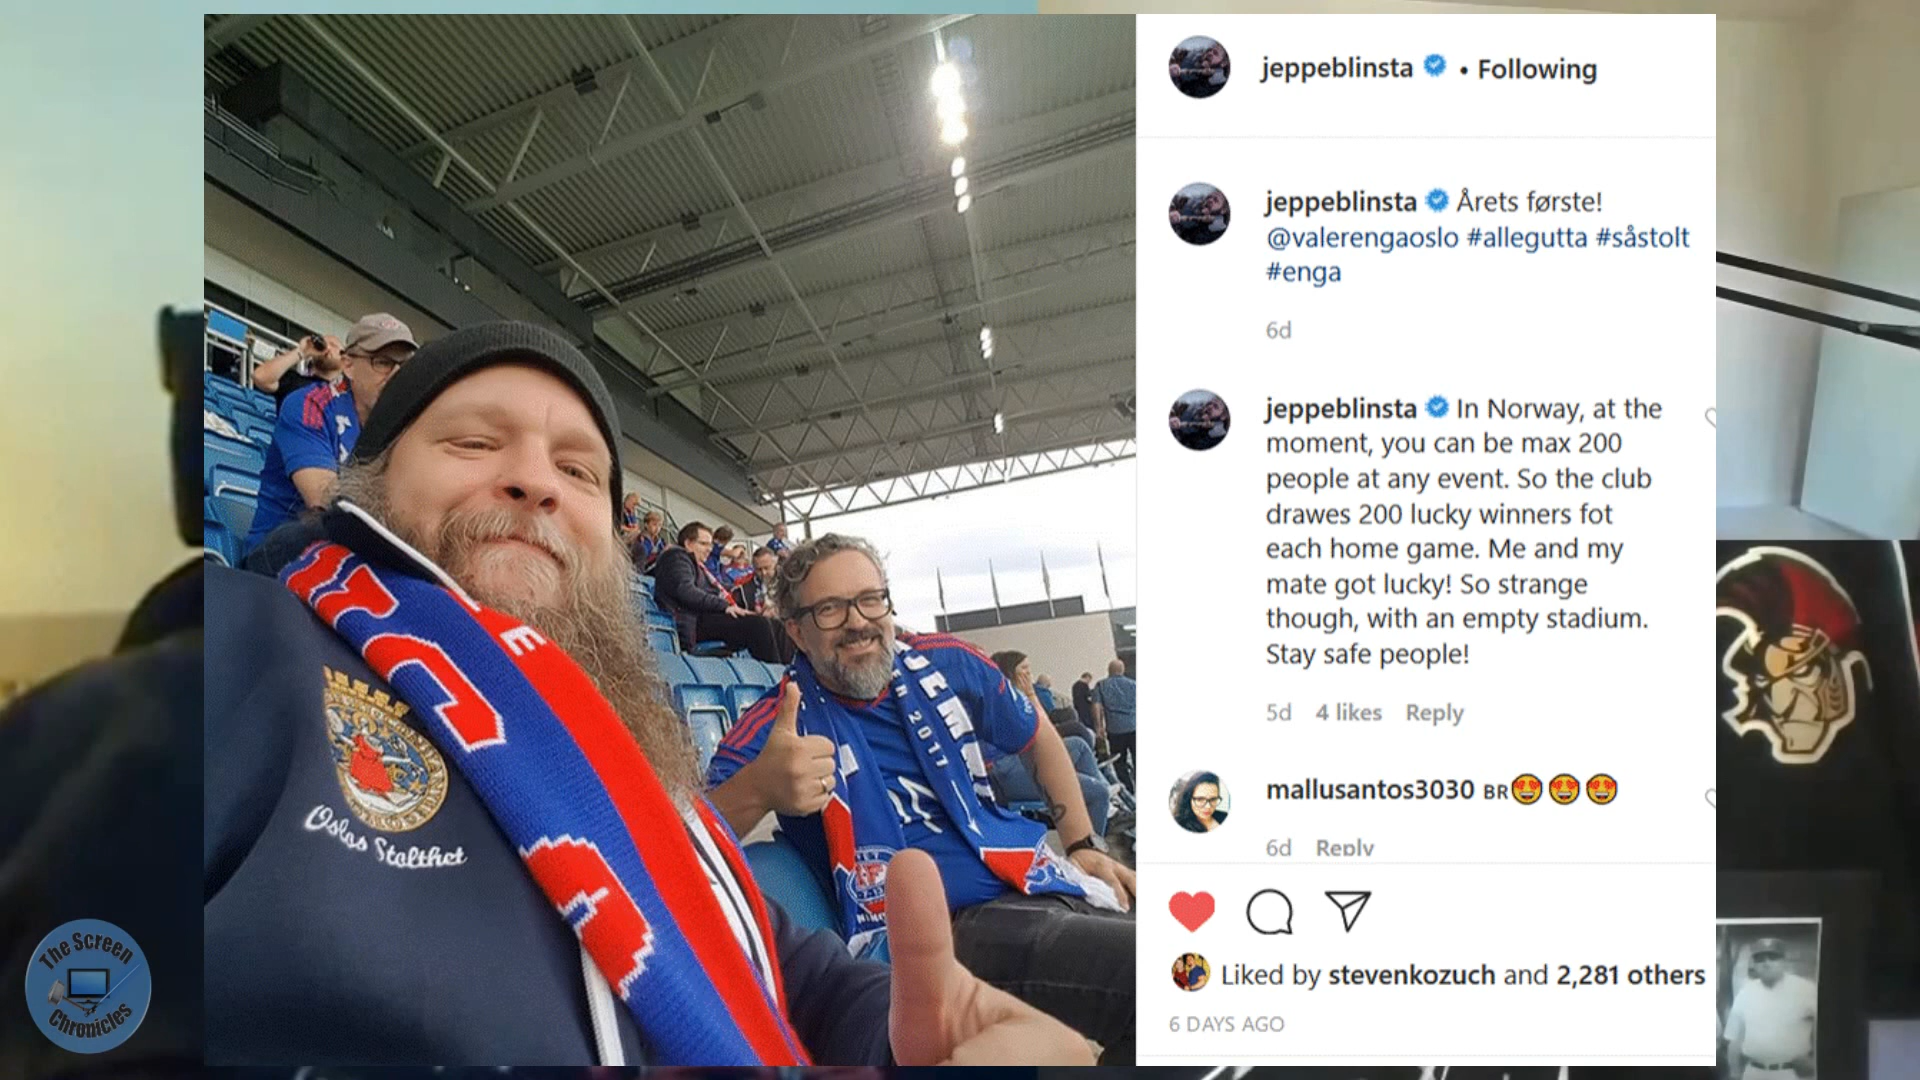 jeppeblinsta • Following
jeppeblinsta Årets første!
@valerengaoslo #allegutta #såstolt
#enga
6d
jeppeblinsta In Norway, at the
moment, you can be max 200
people at any event. So the club
drawes 200 lucky winners fot
each home game. Me and my
mate got lucky! So strange
though, with an empty stadium.
Stay safe people!
5d 4 likes Reply
mallusantos3030 BR
6d Reply
Liked by stevenkozuch and 2,281 others
6 DAYS AGO
Oslos Stolthet
2011
The Screen
Chronicles